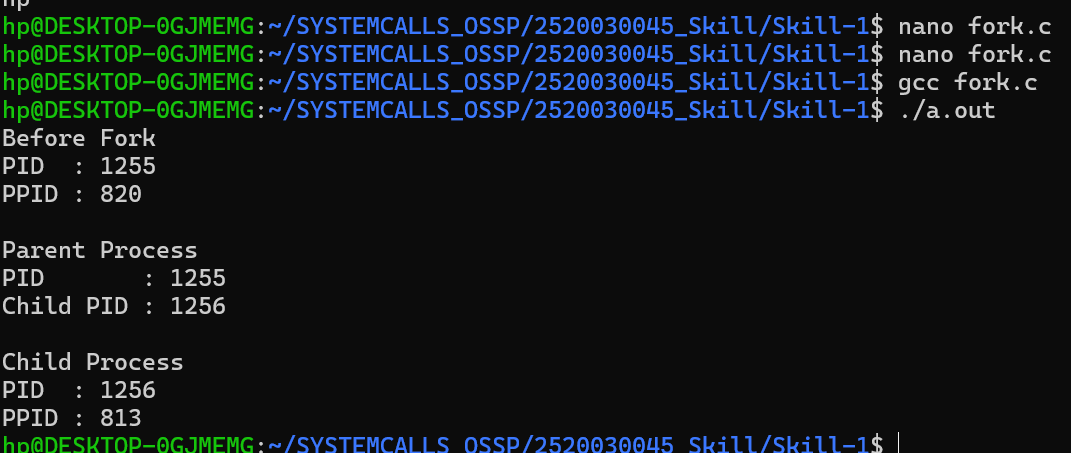 hp
hp@DESKTOP-0GJMEMG:~/SYSTEMCALLS_OSSP/2520030045_Skill/Skill-1$ nano fork.c
hp@DESKTOP-0GJMEMG:~/SYSTEMCALLS_OSSP/2520030045_Skill/Skill-1$ nano fork.c
hp@DESKTOP-0GJMEMG:~/SYSTEMCALLS_OSSP/2520030045_Skill/Skill-1$ gcc fork.c
hp@DESKTOP-0GJMEMG:~/SYSTEMCALLS_OSSP/2520030045_Skill/Skill-1$ ./a.out
Before Fork
PID  : 1255
PPID : 820

Parent Process
PID       : 1255
Child PID : 1256

Child Process
PID  : 1256
PPID : 813
hp@DESKTOP-0GJMEMG:~/SYSTEMCALLS_OSSP/2520030045_Skill/Skill-1$